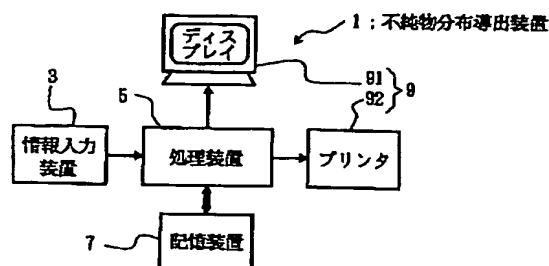 1：不純物分布導出装置
ディス
プレイ
91
92
9
3
5
情報入力
装置
処理装置
プリンタ
7
記憶装置